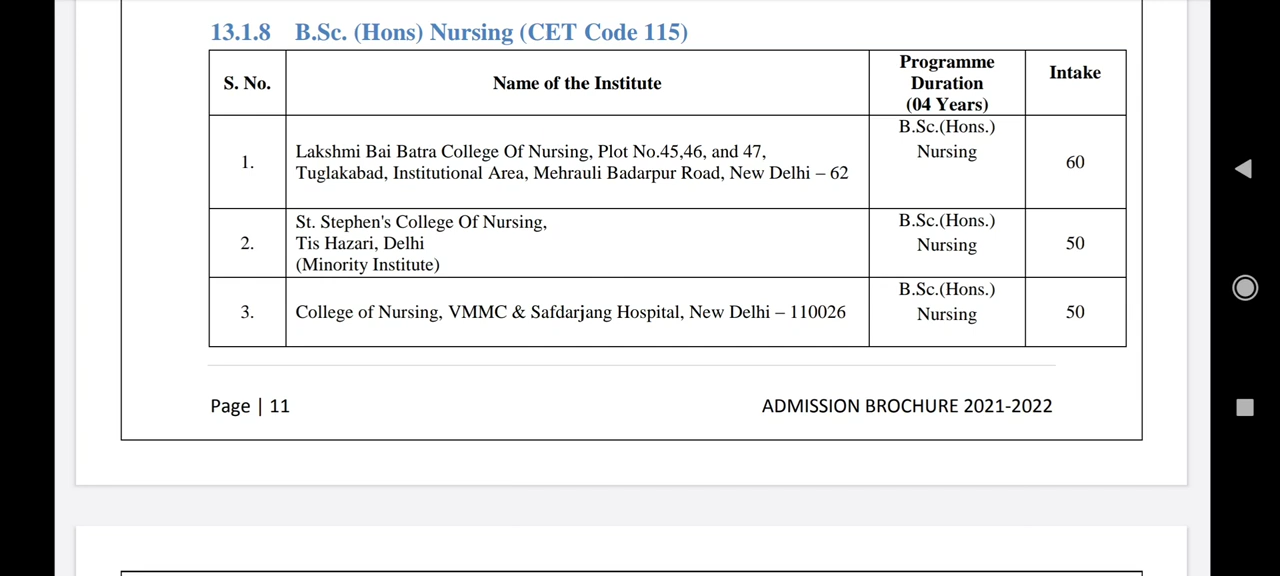 13.1.8 B.Sc. (Hons) Nursing (CET Code 115)
S. No.
Name of the Institute
Programme
Duration
(04 Years)
Intake
1.
Lakshmi Bai Batra College Of Nursing, Plot No.45,46, and 47,
Tuglakabad, Institutional Area, Mehrauli Badarpur Road, New Delhi – 62
B.Sc.(Hons.)
Nursing
60
2.
St. Stephen's College Of Nursing,
Tis Hazari, Delhi
(Minority Institute)
B.Sc.(Hons.)
Nursing
50
3.
College of Nursing, VMMC & Safdarjang Hospital, New Delhi – 110026
B.Sc.(Hons.)
Nursing
50
Page | 11
ADMISSION BROCHURE 2021-2022